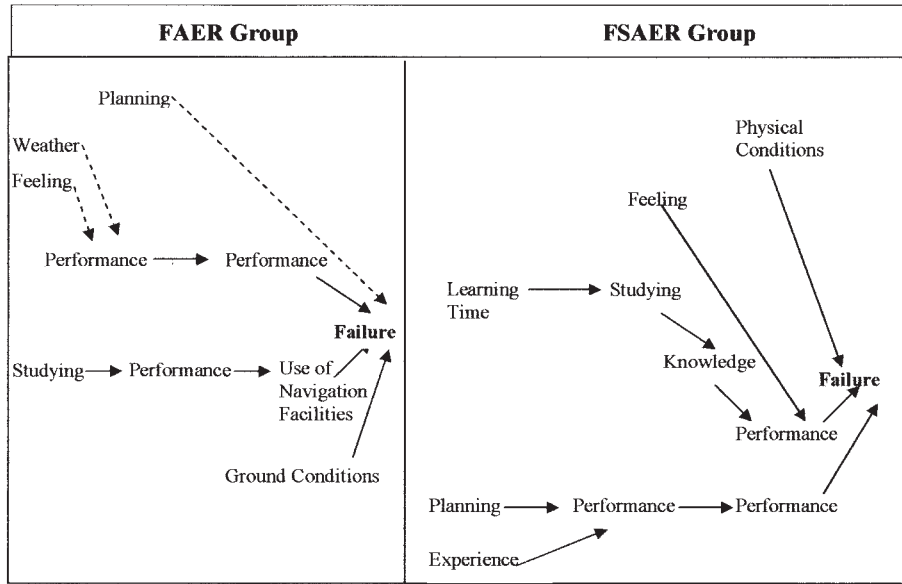 FAER Group
FSAER Group
Planning
Weather
Feeling
Performance
Performance
Failure
Studying
Performance
Use of
Navigation
Facilities
Ground Conditions
Physical
Conditions
Feeling
Learning
Time
Studying
Knowledge
Failure
Performance
Planning
Performance
Performance
Experience